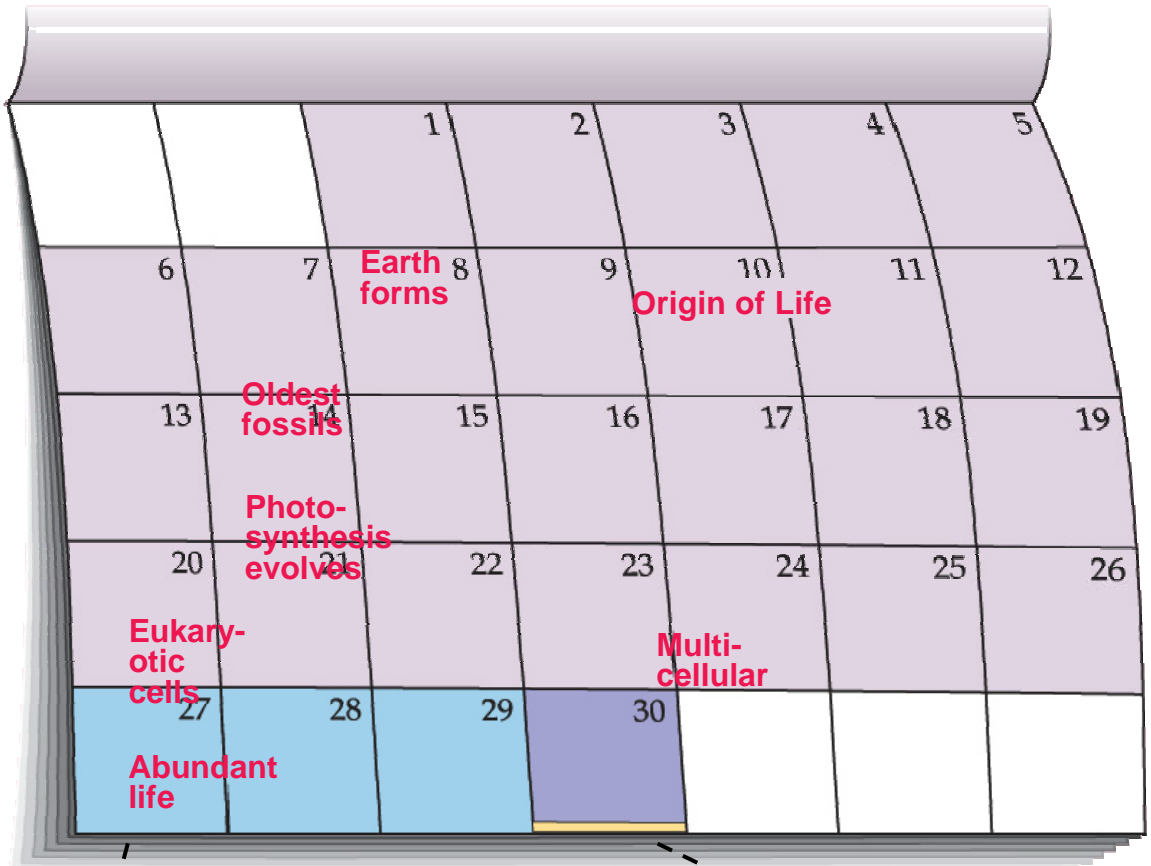 1 2 3 4 5
6 7 Earth 8 9 10 11 12
forms
Origin of Life
Oldest
13 fossils 14 15 16 17 18 19
Photo-
synthesis
20 evolves 21 22 23 24 25 26
Eukary-
otic
cells
Multi-
cellular
27 28 29 30
Abundant
life